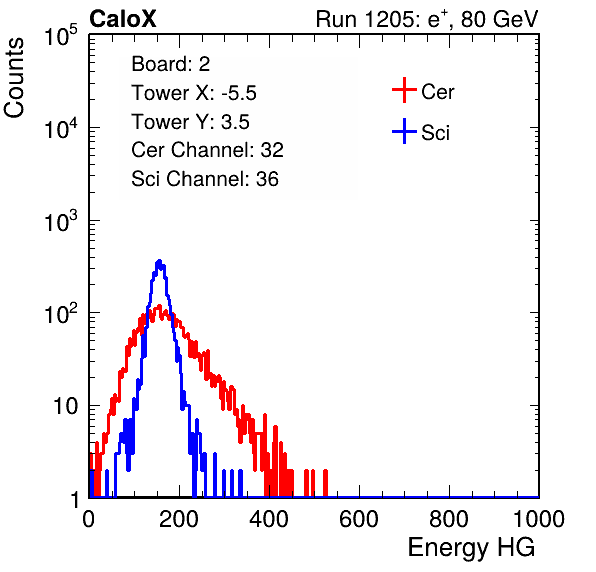 CaloX
Run 1205: e⁺, 80 GeV
Counts
10⁵
10⁴
10³
10²
10
1
Board: 2
Tower X: -5.5
Tower Y: 3.5
Cer Channel: 32
Sci Channel: 36
Cer
Sci
0 200 400 600 800 1000
Energy HG